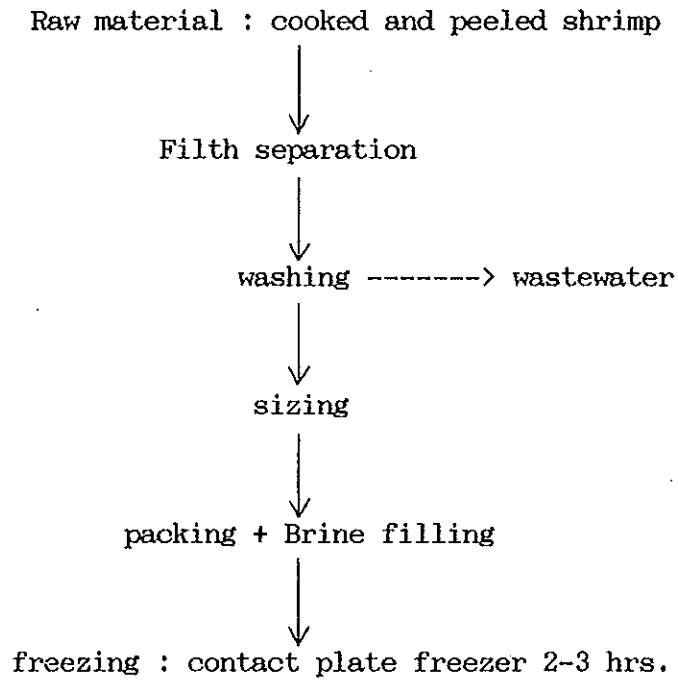 Raw material : cooked and peeled shrimp
Filth separation
washing -------> wastewater
sizing
packing + Brine filling
freezing : contact plate freezer 2-3 hrs.